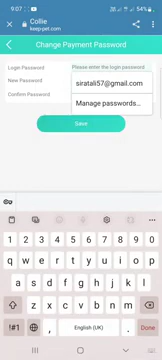 9:07
54%
Collie
keep-pet.com
Change Payment Password
Login Password
Please enter the login password
New Password
siratali57@gmail.com
Confirm Password
Manage passwords...
Save
1 2 3 4 5 6 7 8 9 0
q w e r t y u i o p
a s d f g h j k l
z x c v b n m
!#1
,
English (UK)
.
Done